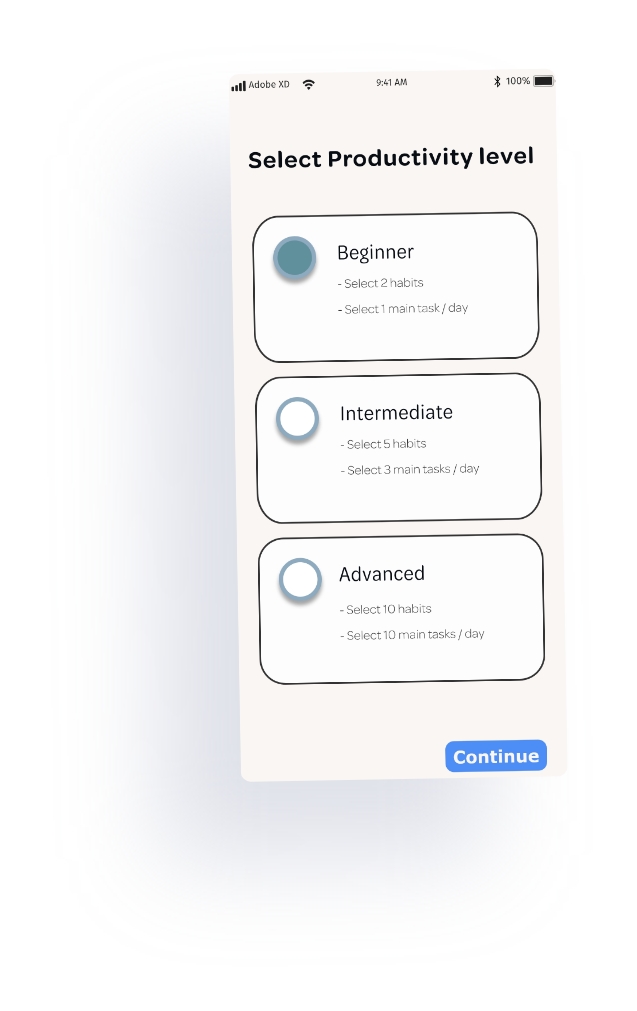 Adobe XD 9:41 AM 100%
Select Productivity level
Beginner
- Select 2 habits
- Select 1 main task / day
Intermediate
- Select 5 habits
- Select 3 main tasks / day
Advanced
- Select 10 habits
- Select 10 main tasks / day
Continue